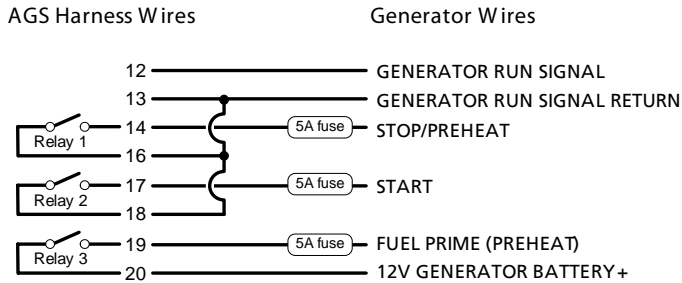 AGS Harness Wires Generator Wires
12 GENERATOR RUN SIGNAL
13 GENERATOR RUN SIGNAL RETURN
14 5A fuse STOP/PREHEAT
Relay 1
16
17 5A fuse START
Relay 2
18
19 5A fuse FUEL PRIME (PREHEAT)
Relay 3
20 12V GENERATOR BATTERY+